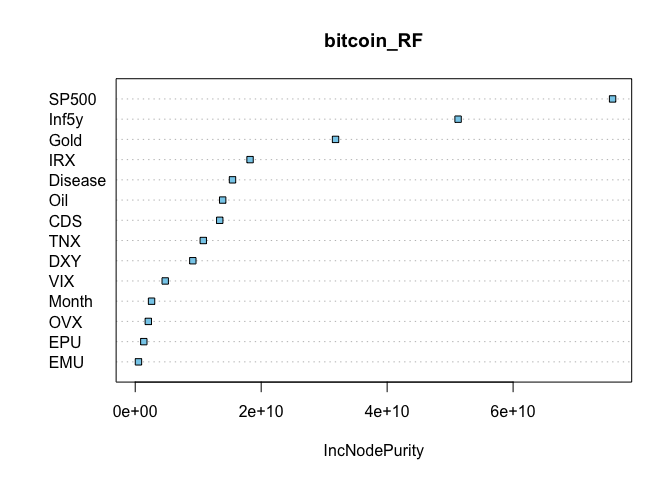 bitcoin_RF
SP500
Inf5y
Gold
IRX
Disease
Oil
CDS
TNX
DXY
VIX
Month
OVX
EPU
EMU
0e+00 2e+10 4e+10 6e+10
IncNodePurity